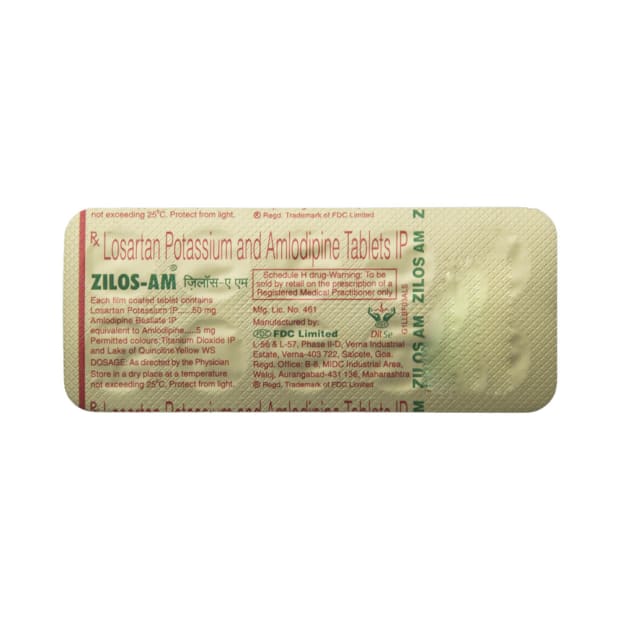 not exceeding 25°C. Protect from light.
® Regd. Trademark of FDC Limited
Rx Losartan Potassium and Amlodipine Tablets IP
ZILOS-AM® ज़िलॉस-ए एम
Each film coated tablet contains
Losartan Potassium IP.....50 mg
Amlodipine Besilate IP
equivalent to Amlodipine....5 mg
Permitted colours:Titanium Dioxide IP
and Lake of Quinoline Yellow WS
DOSAGE: As directed by the Physician
Store in a dry place at a temperature
not exceeding 25°C. Protect from light.
Schedule H drug-Warning: To be
sold by retail on the prescription of a
Registered Medical Practitioner only
Mfg. Lic. No. 461
Manufactured by:
FDC FDC Limited
L-56 & L-57, Phase II-D, Verna Industrial
Estate, Verna-403 722, Salcete, Goa.
Regd. Office: B-8, MIDC Industrial Area,
Waloj, Aurangabad-431 136, Maharashtra
® Regd. Trademark of FDC Limited
Dil Se
ZILOS AM
ZILOS AM
Rx Losartan Potassium and Amlodipine Tablets IP